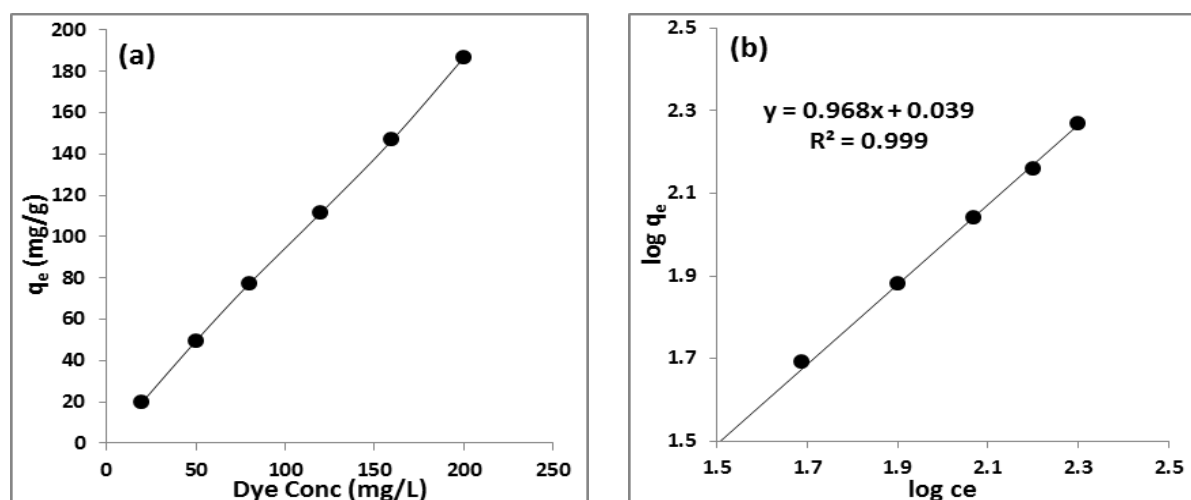 (a)
200
180
160
140
120
100
80
60
40
20
0
qₑ (mg/g)
0 50 100 150 200 250
Dye Conc (mg/L)
(b)
y = 0.968x + 0.039
R² = 0.999
2.5
2.3
2.1
1.9
1.7
1.5
log qₑ
1.5 1.7 1.9 2.1 2.3 2.5
log ce